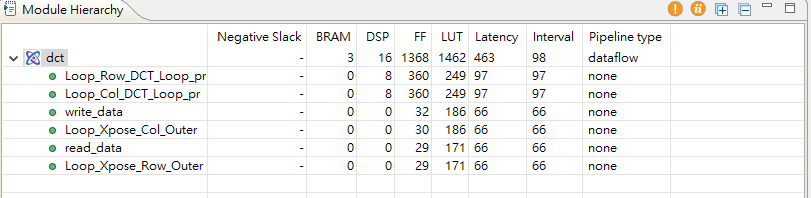 Module Hierarchy
Negative Slack BRAM DSP FF LUT Latency Interval Pipeline type
dct - 3 16 1368 1462 463 98 dataflow
Loop_Row_DCT_Loop_pr - 0 8 360 249 97 97 none
Loop_Col_DCT_Loop_pr - 0 8 360 249 97 97 none
write_data - 0 0 32 186 66 66 none
Loop_Xpose_Col_Outer - 0 0 30 186 66 66 none
read_data - 0 0 29 171 66 66 none
Loop_Xpose_Row_Outer - 0 0 29 171 66 66 none